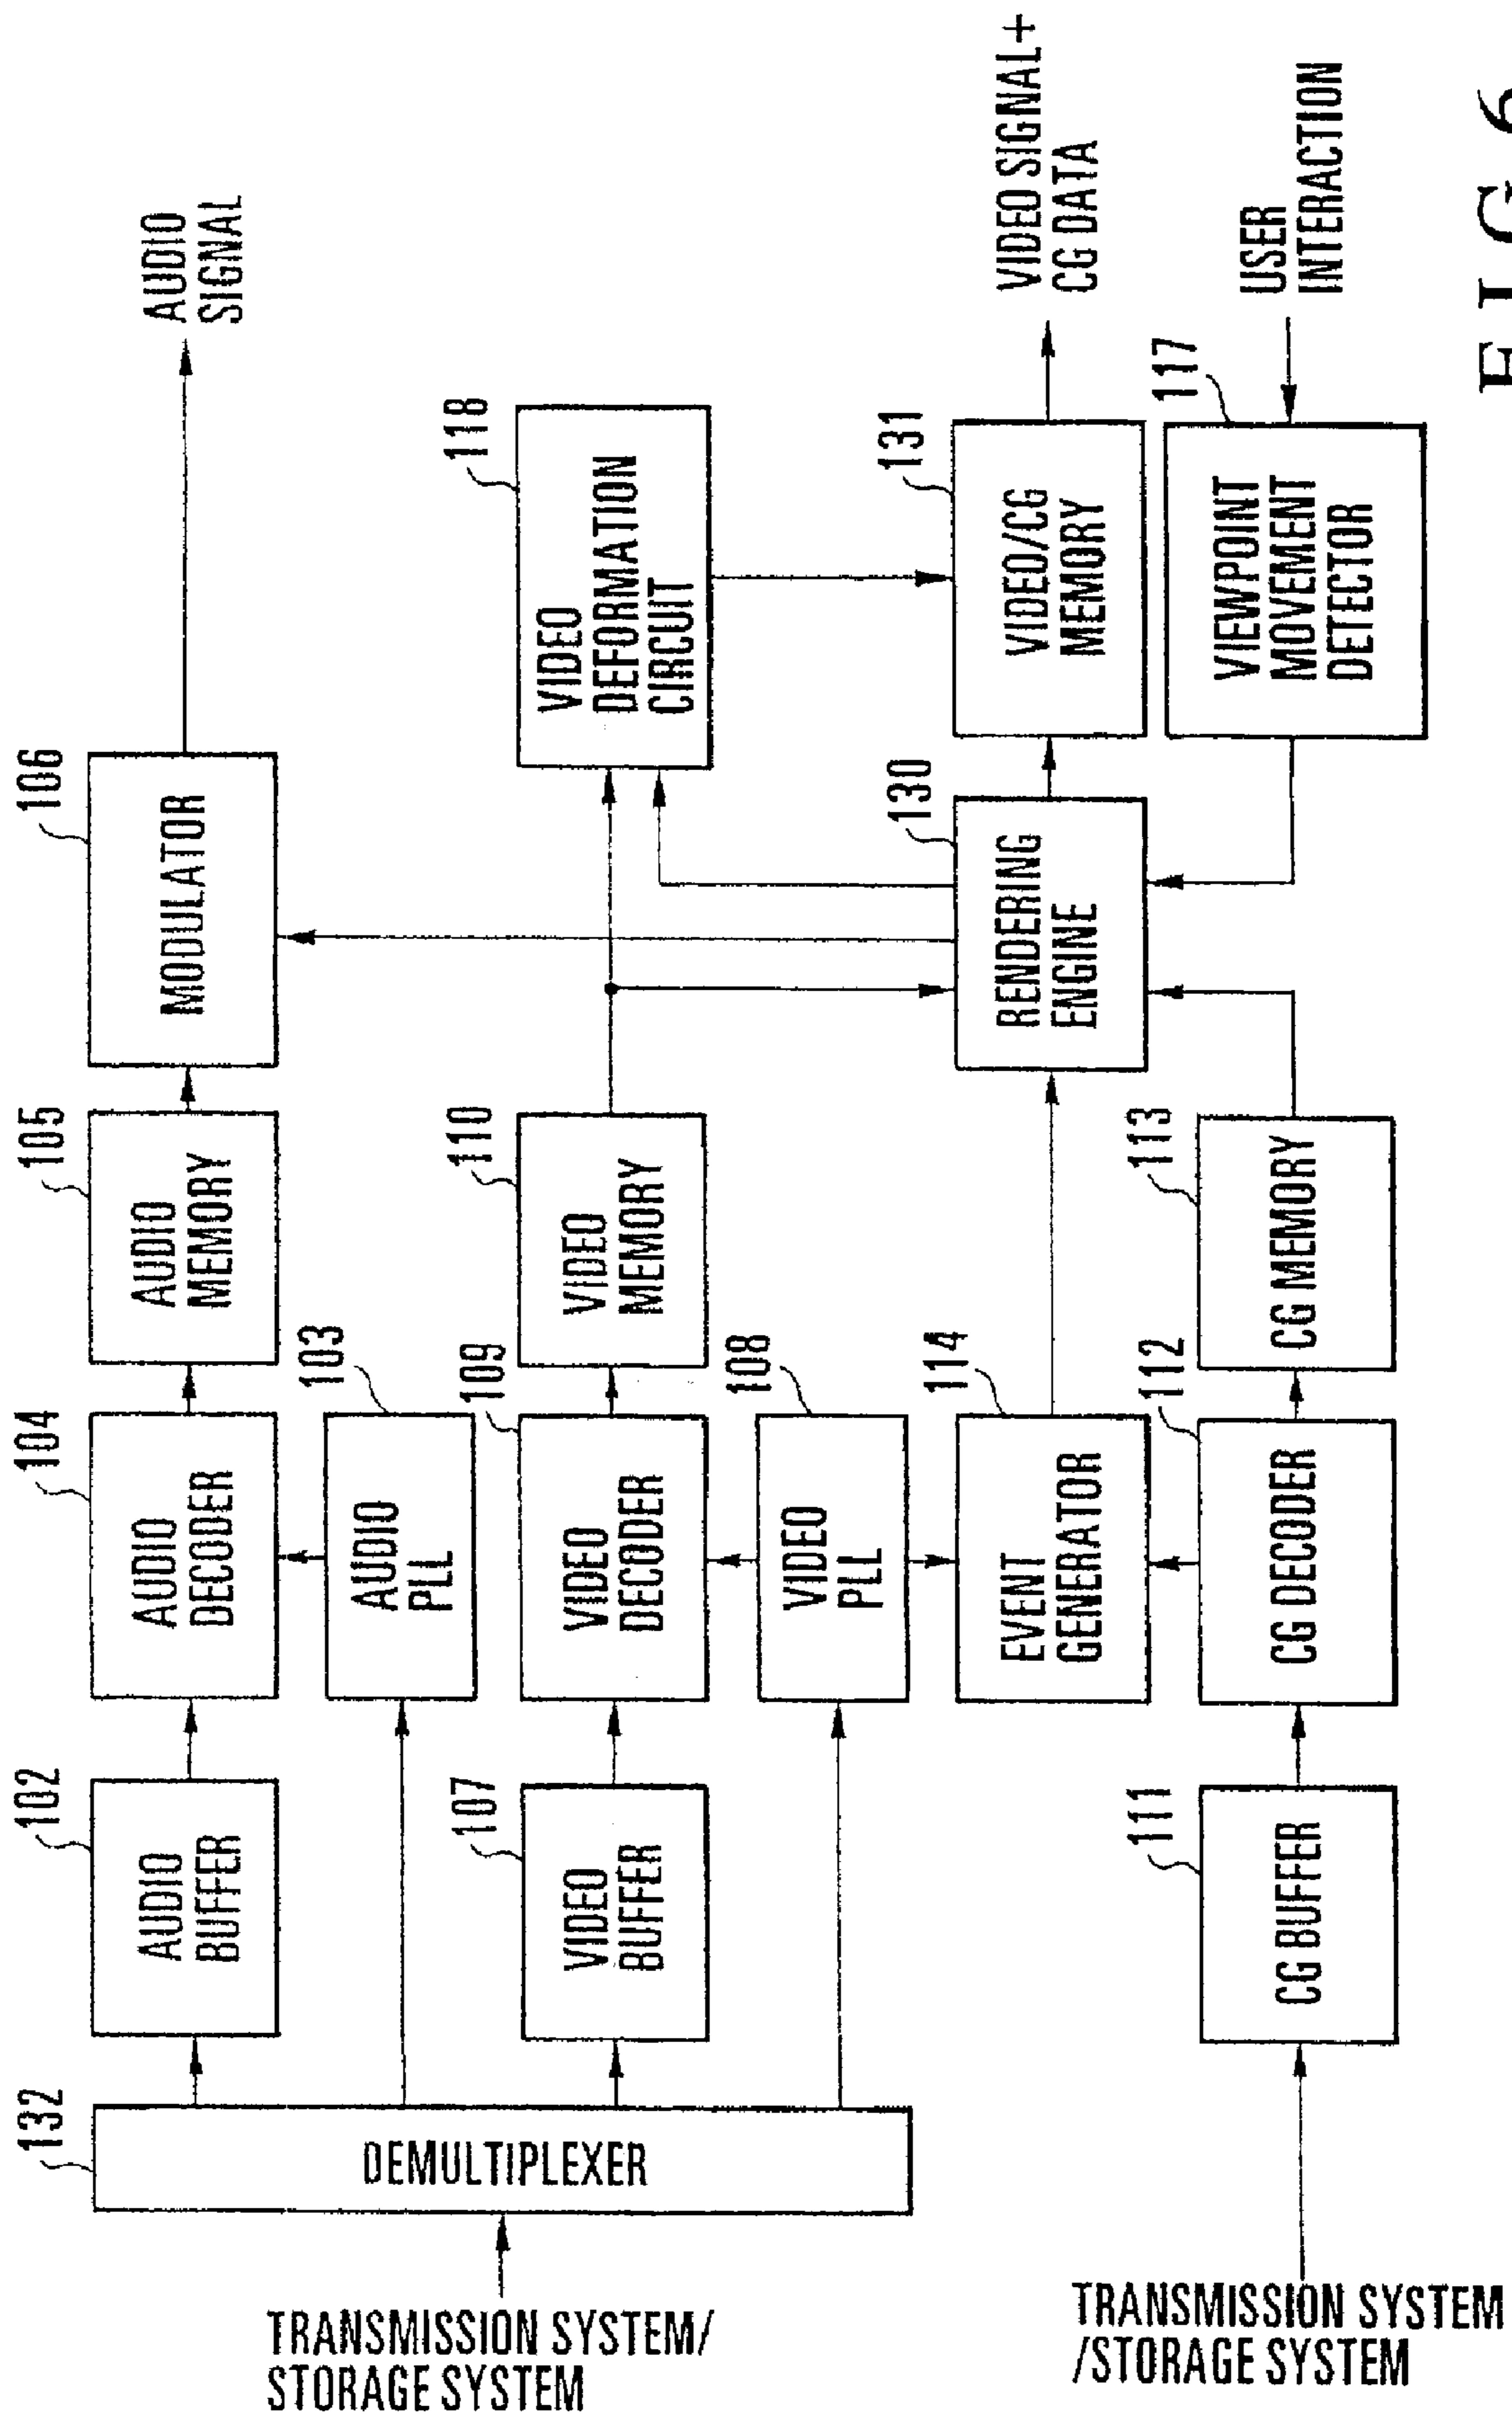 132
DEMULTIPLEXER
TRANSMISSION SYSTEM/
STORAGE SYSTEM
102
AUDIO
BUFFER
104
AUDIO
DECODER
105
AUDIO
MEMORY
106
MODULATOR
AUDIO
SIGNAL
103
AUDIO
PLL
107
VIDEO
BUFFER
109
VIDEO
DECODER
110
VIDEO
MEMORY
118
VIDEO
DEFORMATION
CIRCUIT
108
VIDEO
PLL
114
EVENT
GENERATOR
130
RENDERING
ENGINE
131
VIDEO/CG
MEMORY
VIDEO SIGNAL+
CG DATA
TRANSMISSION SYSTEM
/STORAGE SYSTEM
111
CG BUFFER
112
CG DECODER
113
CG MEMORY
117
VIEWPOINT
MOVEMENT
DETECTOR
USER
INTERACTION
FIG 6